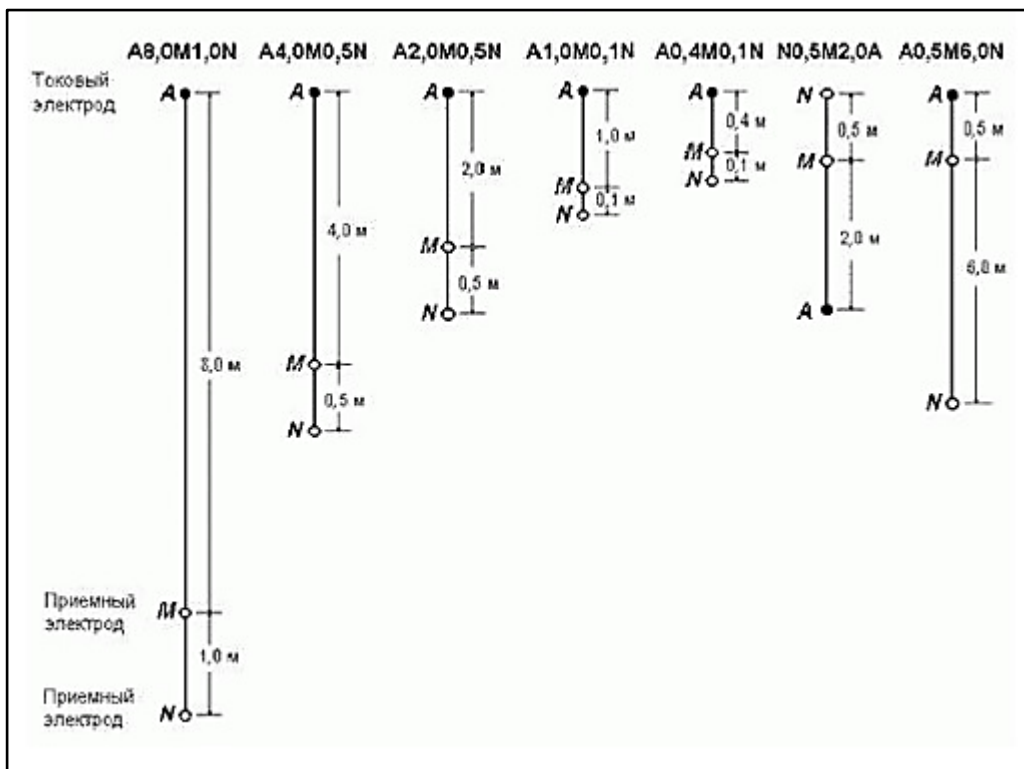 A8,0M1,0N A4,0M0,5N A2,0M0,5N A1,0M0,1N A0,4M0,1N N0,5M2,0A A0,5M6,0N
Токовый
электрод
A
8,0 м
M
1,0 м
N
Приемный
электрод
Приемный
электрод
A
4,0 м
M
0,5 м
N
A
2,0 м
M
0,5 м
N
A
1,0 м
M
0,1 м
N
A
0,4 м
M
0,1 м
N
N
0,5 м
M
2,0 м
A
A
0,5 м
M
6,0 м
N